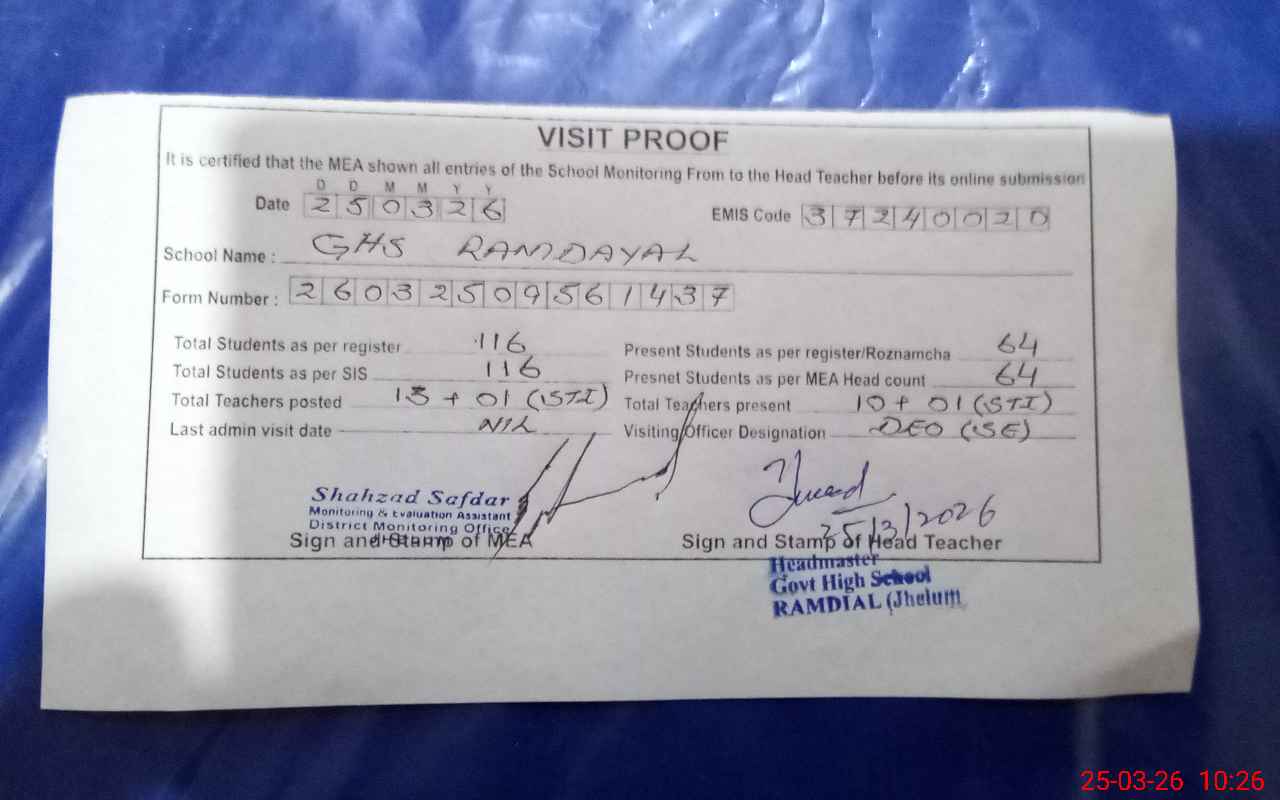 VISIT PROOF
It is certified that the MEA shown all entries of the School Monitoring From to the Head Teacher before its online submission
D D M M Y Y
Date 2 5 0 3 2 6
EMIS Code 3 7 2 4 0 0 2 0
School Name : GHS RAMDAYAL
Form Number : 2 6 0 3 2 5 0 9 5 6 1 4 3 7
Total Students as per register 116
Present Students as per register/Roznamcha 64
Total Students as per SIS 116
Presnet Students as per MEA Head count 64
Total Teachers posted 13 + 01 (STI)
Total Teachers present 10 + 01 (STI)
Last admin visit date NIL
Visiting Officer Designation DEO (SE)
Shahzad Safdar
Monitoring & Evaluation Assistant
District Monitoring Office
25/3/2026
Sign and Stamp of MEA
Sign and Stamp of Head Teacher
Headmaster
Govt High School
RAMDIAL (Jhelum)
25-03-26 10:26